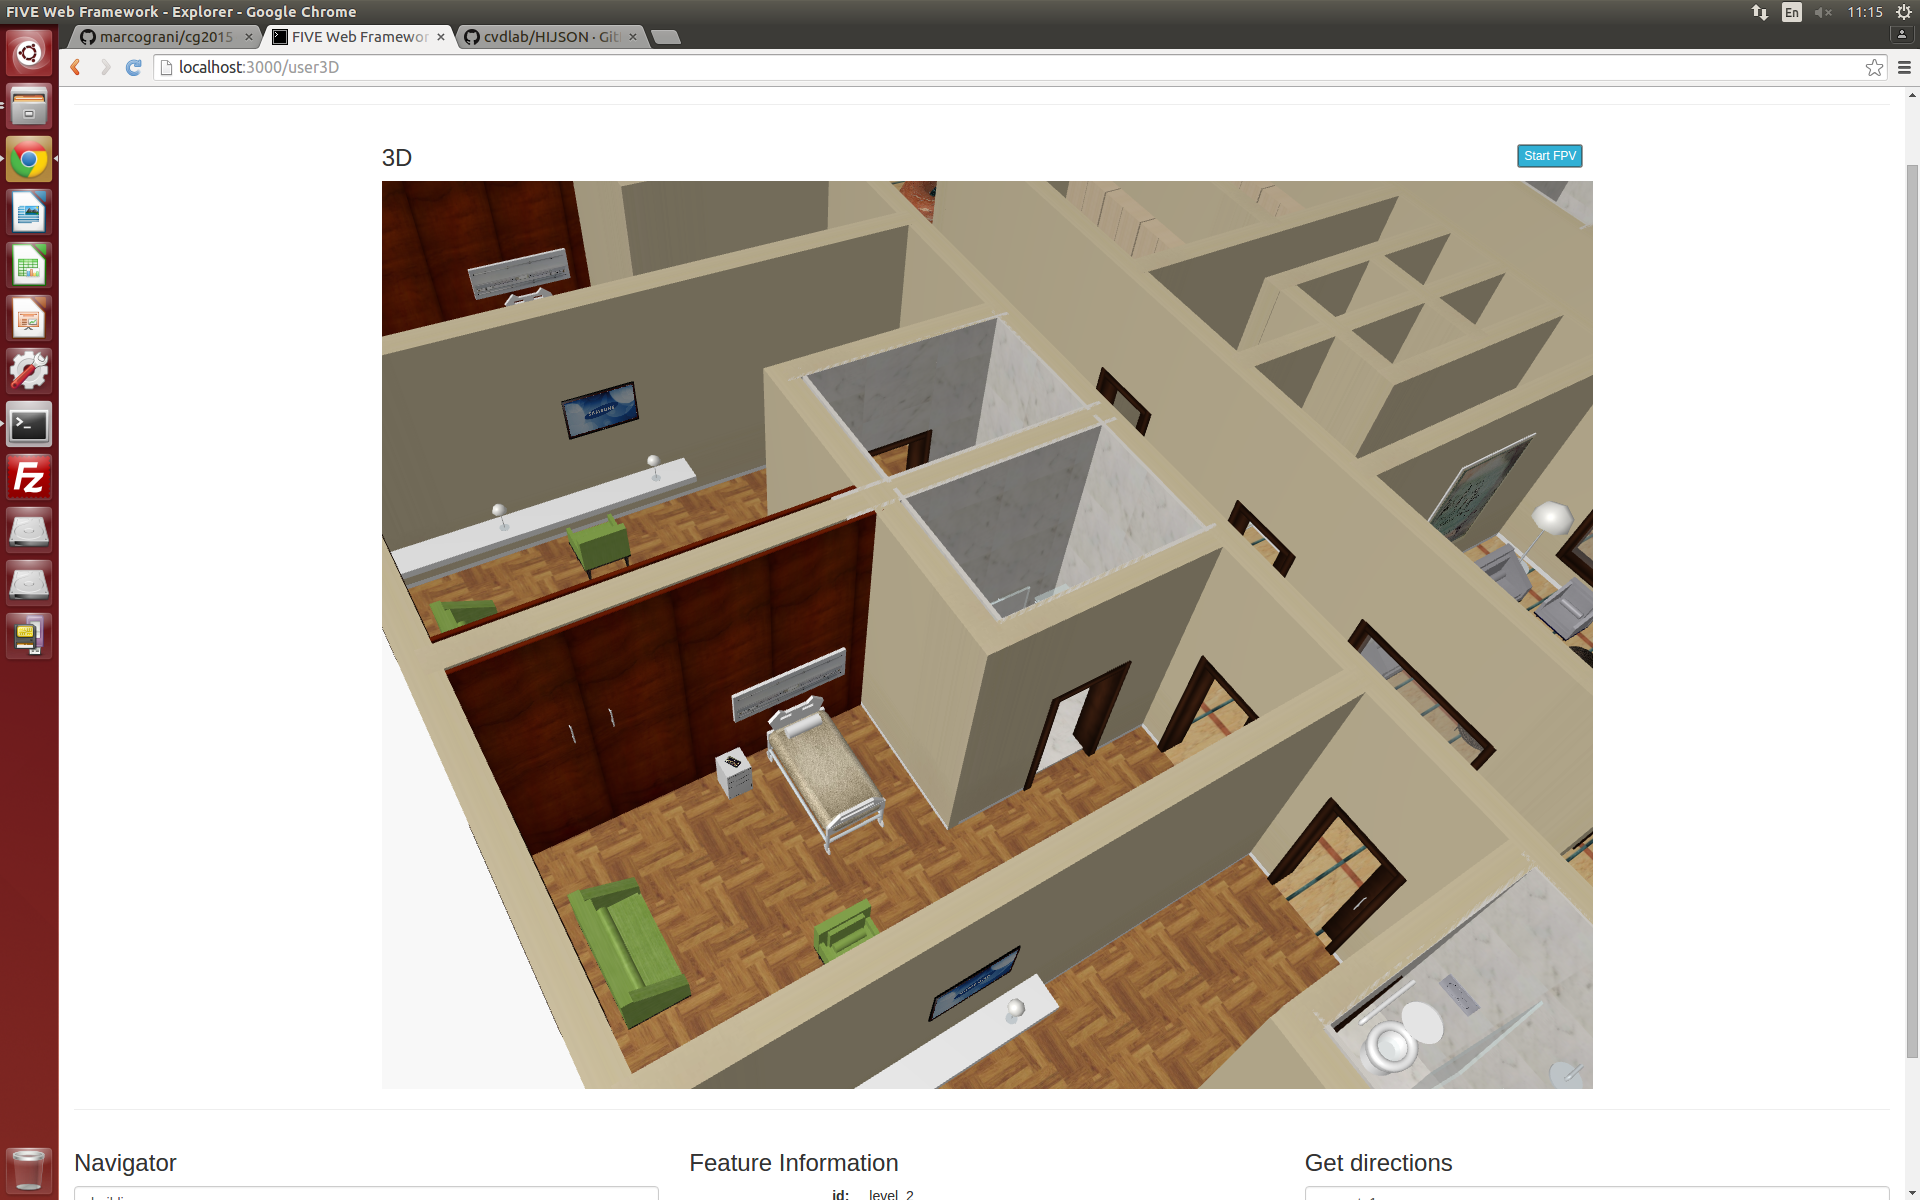 FIVE Web Framework - Explorer - Google Chrome
En
11:15
marcograni/cg2015
FIVE Web Framewor
cvdlab/HIJSON · Git
localhost:3000/user3D
3D
Start FPV
SAMSUNG
Navigator
Feature Information
Get directions
id: level_2